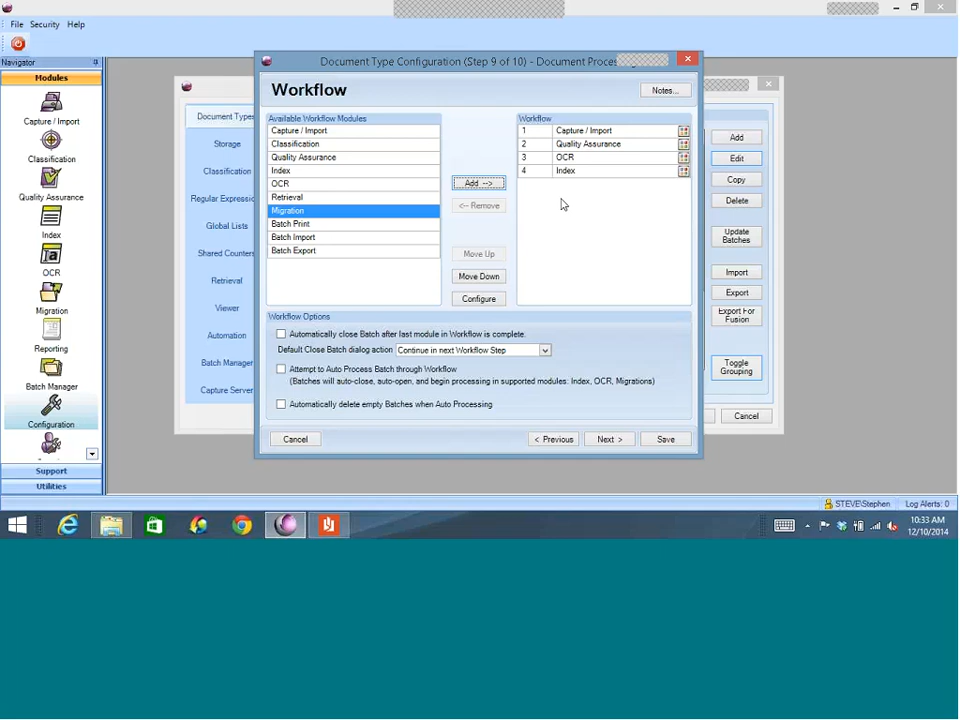 File Security Help
Navigator
Modules
Capture / Import
Classification
Quality Assurance
Index
OCR
Migration
Reporting
Batch Manager
Configuration
Support
Utilities
Document Types
Storage
Classification
Regular Expressio
Global Lists
Shared Counters
Retrieval
Viewer
Automation
Batch Manager
Capture Server
Document Type Configuration (Step 9 of 10) - Document Proces
Workflow
Notes...
Available Workflow Modules
Capture / Import
Classification
Quality Assurance
Index
OCR
Retrieval
Migration
Batch Print
Batch Import
Batch Export
Add -->
<-- Remove
Move Up
Move Down
Configure
Workflow
1 Capture / Import
2 Quality Assurance
3 OCR
4 Index
Workflow Options
Automatically close Batch after last module in Workflow is complete.
Default Close Batch dialog action Continue in next Workflow Step
Attempt to Auto Process Batch through Workflow
(Batches will auto-close, auto-open, and begin processing in supported modules: Index, OCR, Migrations)
Automatically delete empty Batches when Auto Processing
Cancel
< Previous
Next >
Save
Add
Edit
Copy
Delete
Update
Batches
Import
Export
Export For
Fusion
Toggle
Grouping
Cancel
STEVE\Stephen Log Alerts: 0
10:33 AM
12/10/2014